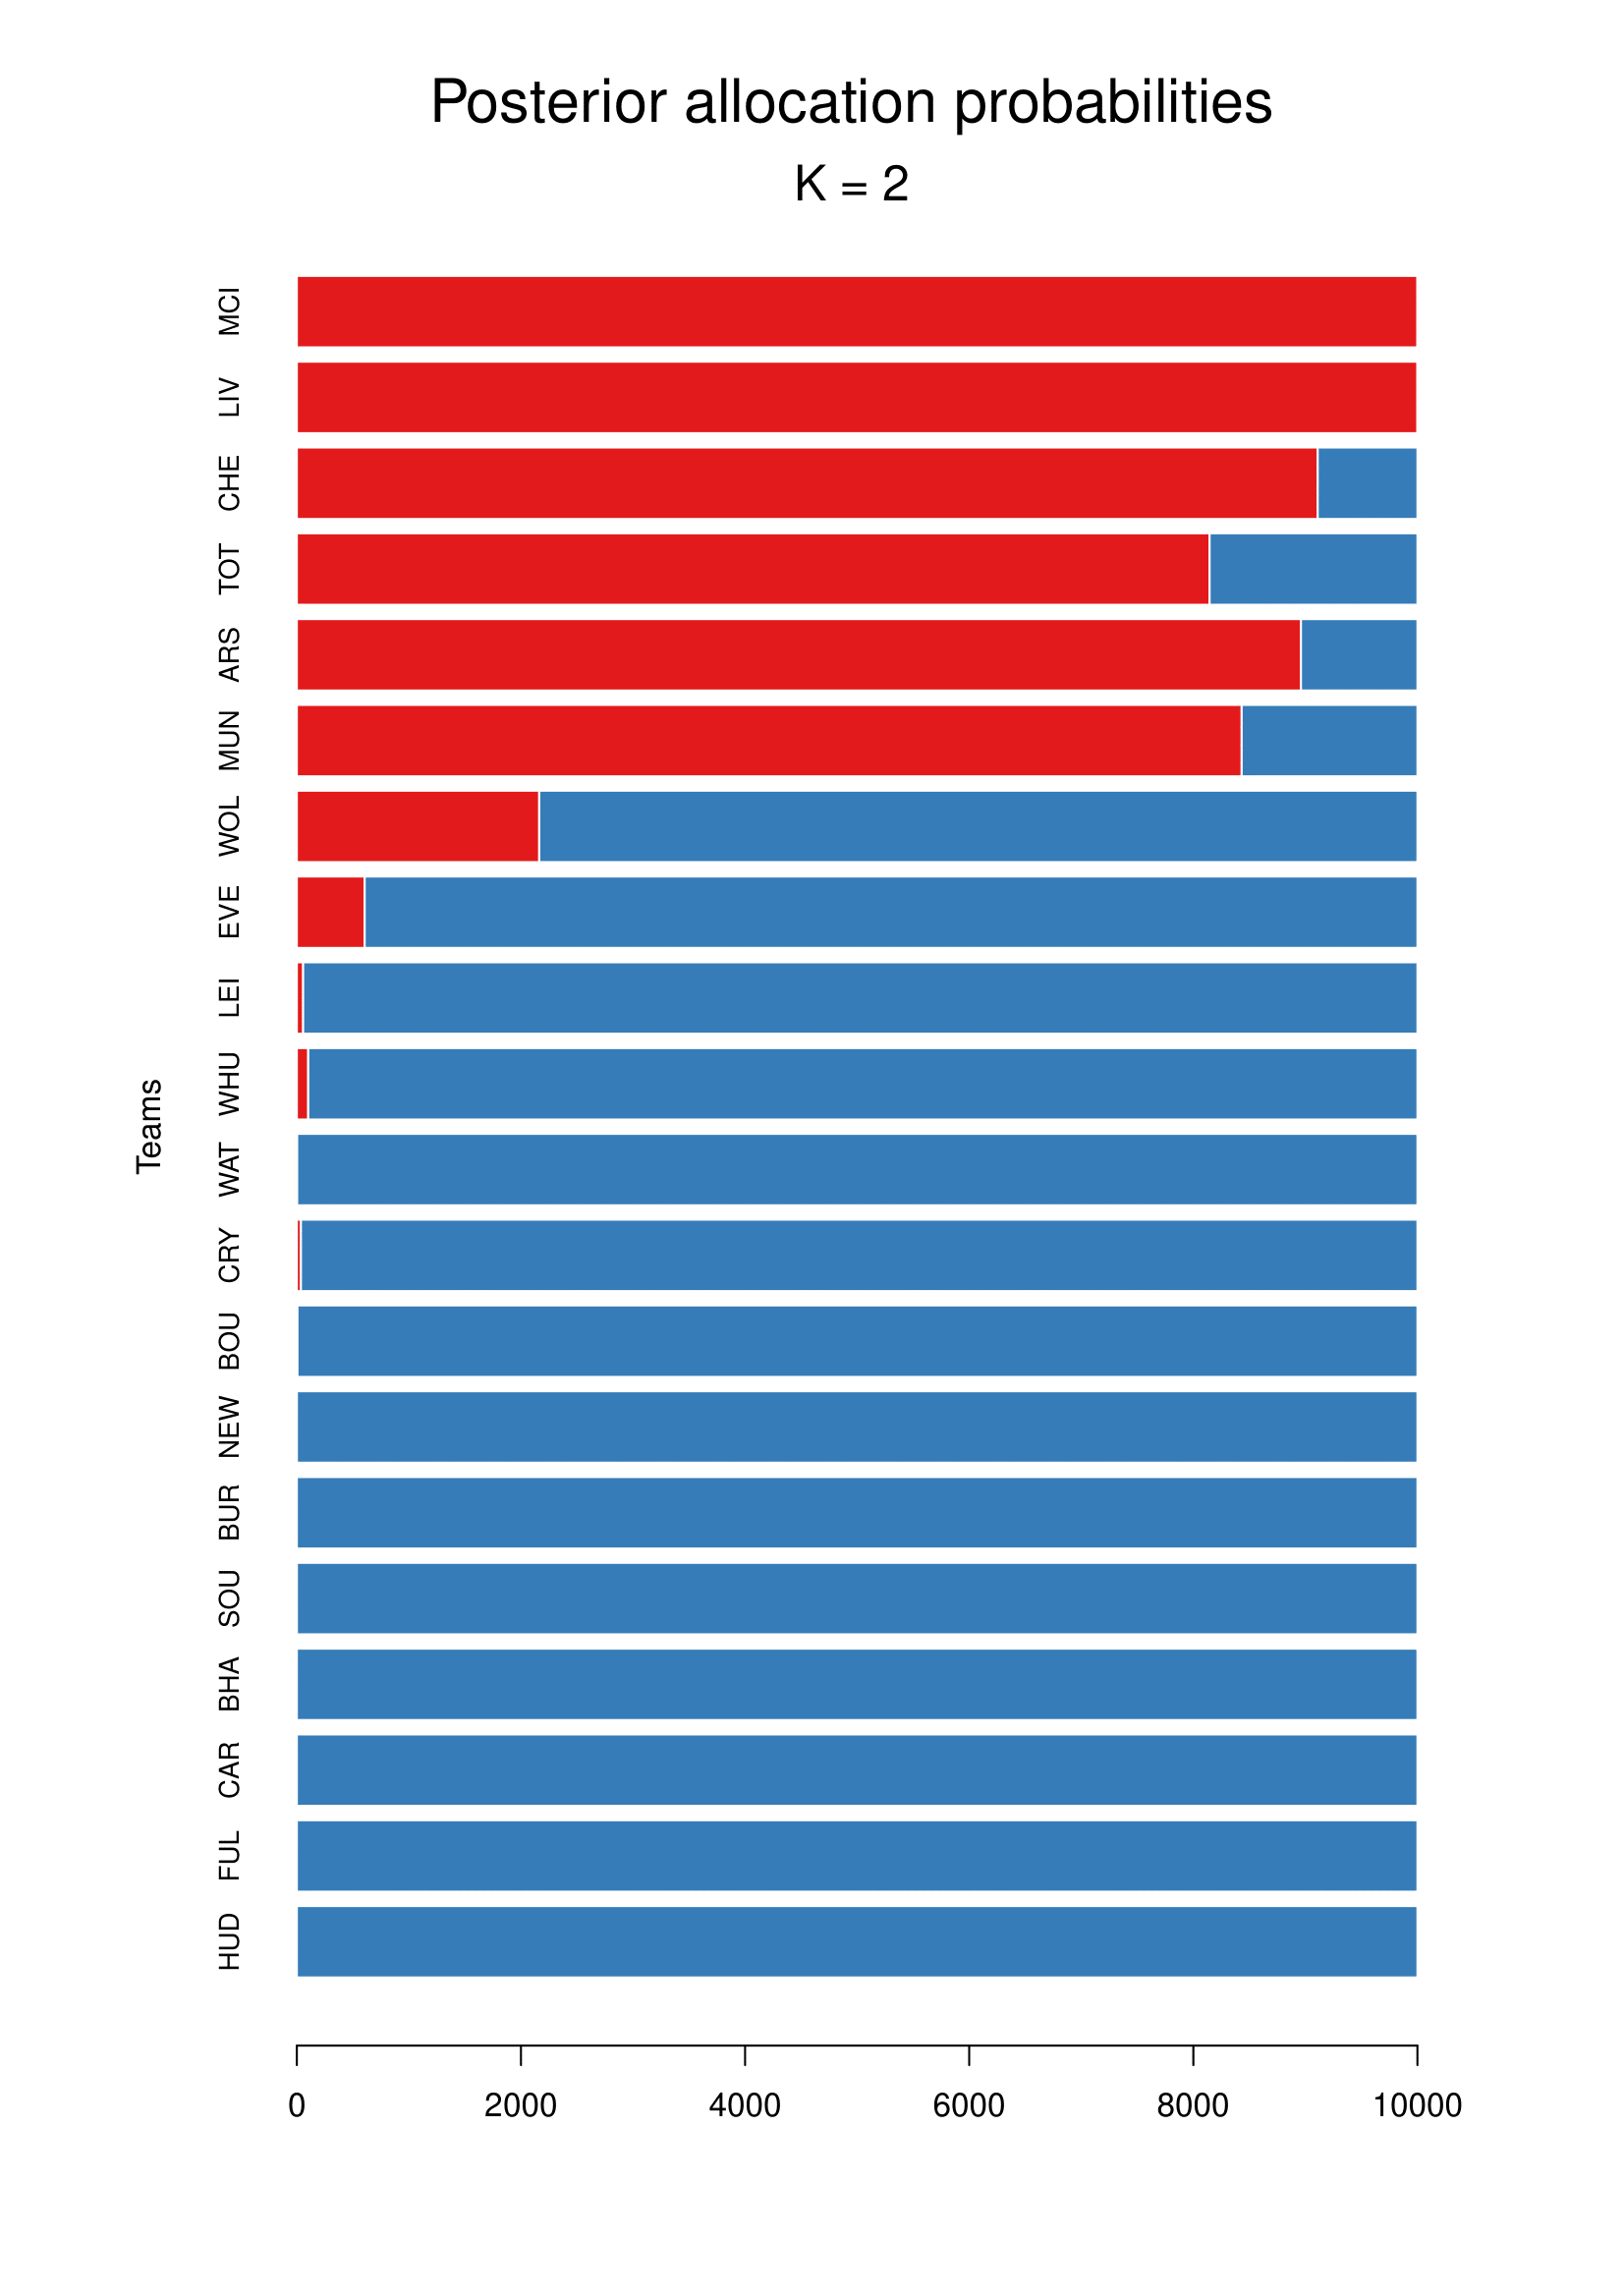 Posterior allocation probabilities
K = 2
Teams
MCI
LIV
CHE
TOT
ARS
MUN
WOL
EVE
LEI
WHU
WAT
CRY
BOU
NEW
BUR
SOU
BHA
CAR
FUL
HUD
0 2000 4000 6000 8000 10000